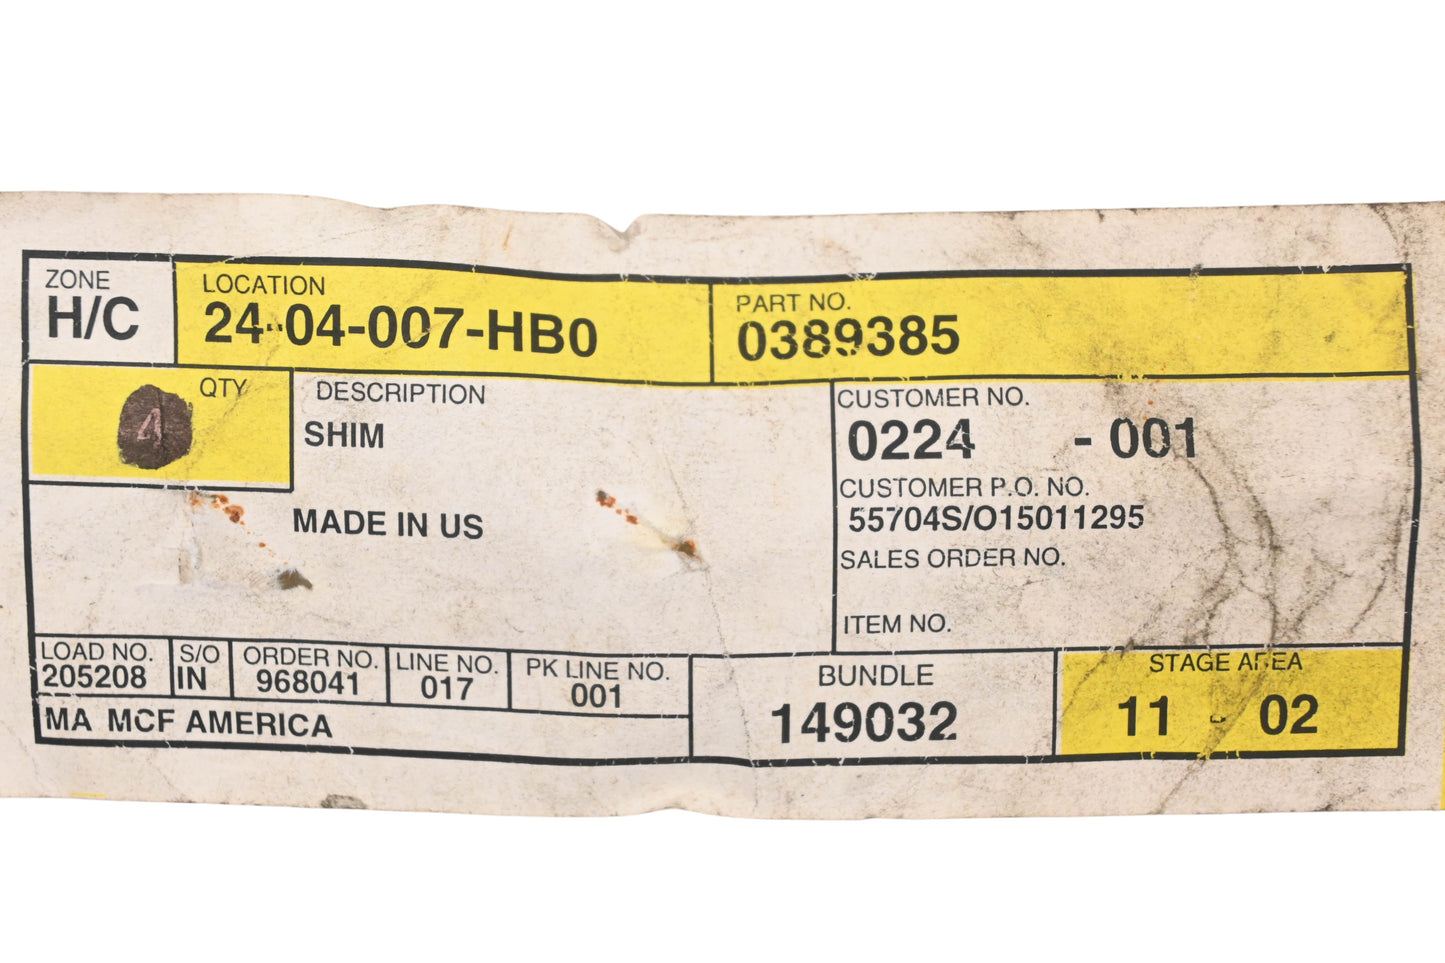 ZONE
H/C
LOCATION
24-04-007-HB0
PART NO.
0389385
QTY
DESCRIPTION
SHIM
MADE IN US
CUSTOMER NO.
0224 - 001
CUSTOMER P.O. NO.
55704S/O15011295
SALES ORDER NO.
ITEM NO.
LOAD NO.
205208
S/O
IN
ORDER NO.
968041
LINE NO.
017
PK LINE NO.
001
MA MCF AMERICA
BUNDLE
149032
STAGE AREA
11 - 02